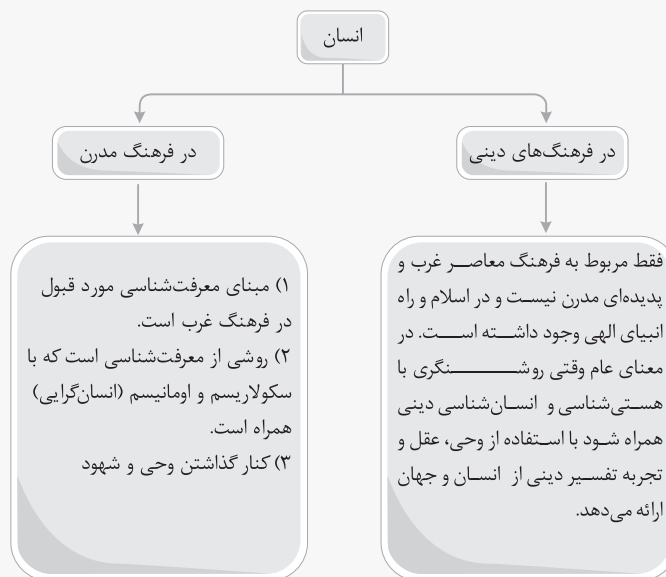 انسان
در فرهنگ‌های دینی
در فرهنگ مدرن
فقط مربوط به فرهنگ معاصر غرب و
پدیده‌ای مدرن نیست و در اسلام و راه
انبیای الهی وجود داشته است. در
معنای عام وقتی روشنگری با
هستی‌شناسی و انسان‌شناسی دینی
همراه شود با استفاده از وحی، عقل و
تجربه تفسیر دینی از انسان و جهان
ارائه می‌دهد.
۱) مبنای معرفت‌شناسی مورد قبول
در فرهنگ غرب است.
۲) روشی از معرفت‌شناسی است که با
سکولاریسم و اومانیسم (انسان‌گرایی)
همراه است.
۳) کنار گذاشتن وحی و شهود